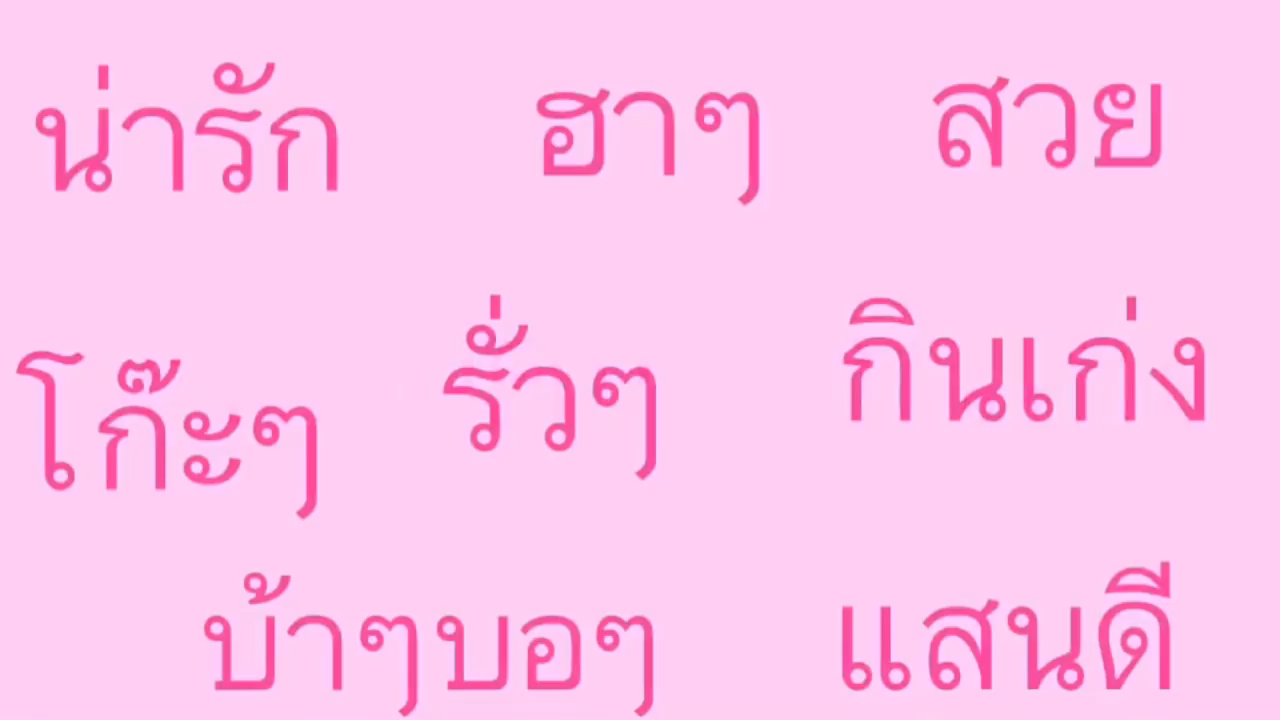 น่ารัก ฮาๆ สวย
โก๊ะๆ รั่วๆ กินเก่ง
บ้าๆบอๆ แสนดี